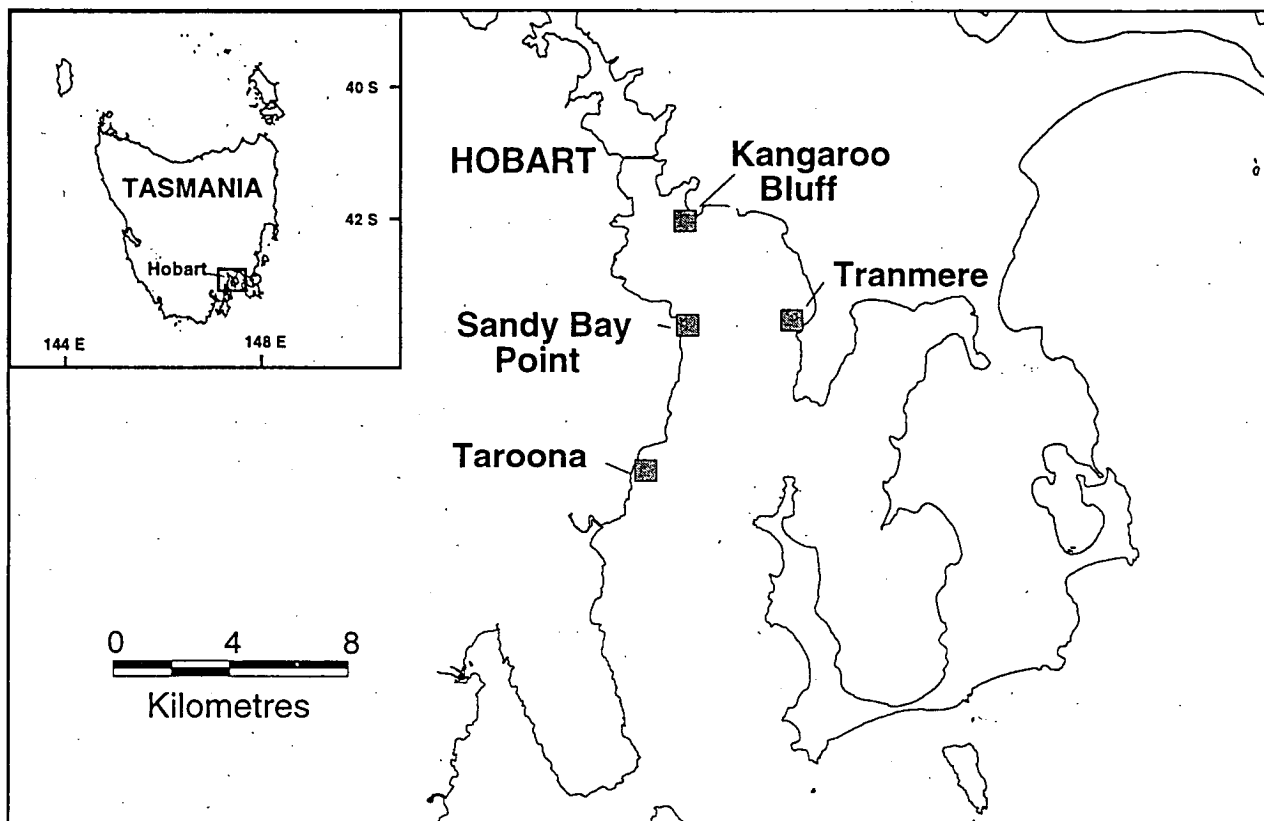 40 S
TASMANIA
42 S
Hobart
144 E
148 E
HOBART
Kangaroo
Bluff
Tranmere
Sandy Bay
Point
Taroona
0 4 8
Kilometres